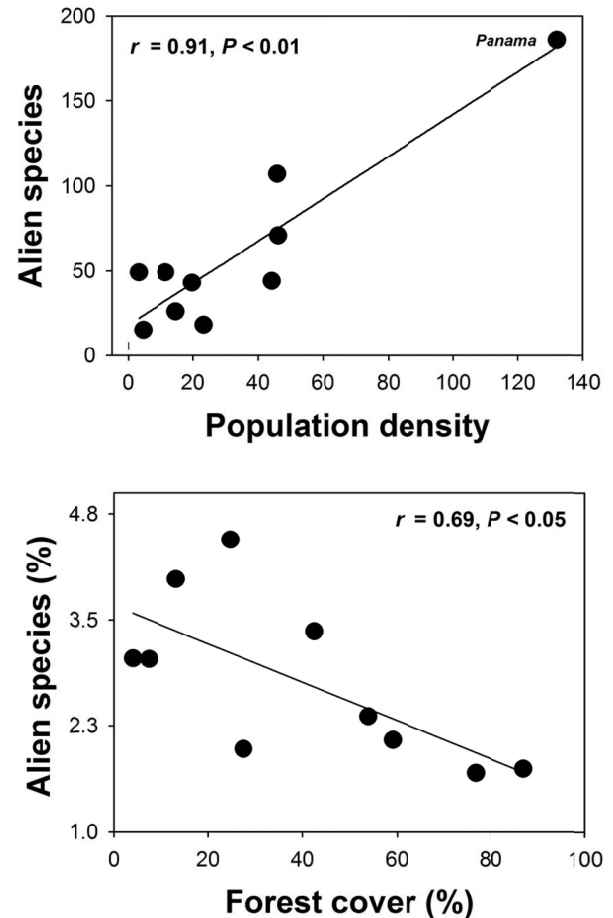 200
r = 0.91, P < 0.01
Panama
150
Alien species
100
50
0
0 20 40 60 80 100 120 140
Population density
4.8
r = 0.69, P < 0.05
Alien species (%)
3.5
2.3
1.0
0 20 40 60 80 100
Forest cover (%)